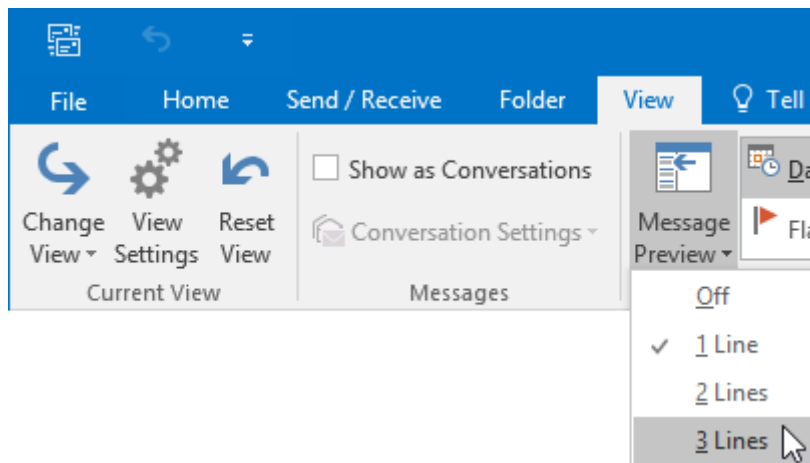 File Home Send / Receive Folder View Tell
Change View
View Settings
Reset View
Show as Conversations
Conversation Settings
Message Preview
Current View
Messages
Off
1 Line
2 Lines
3 Lines